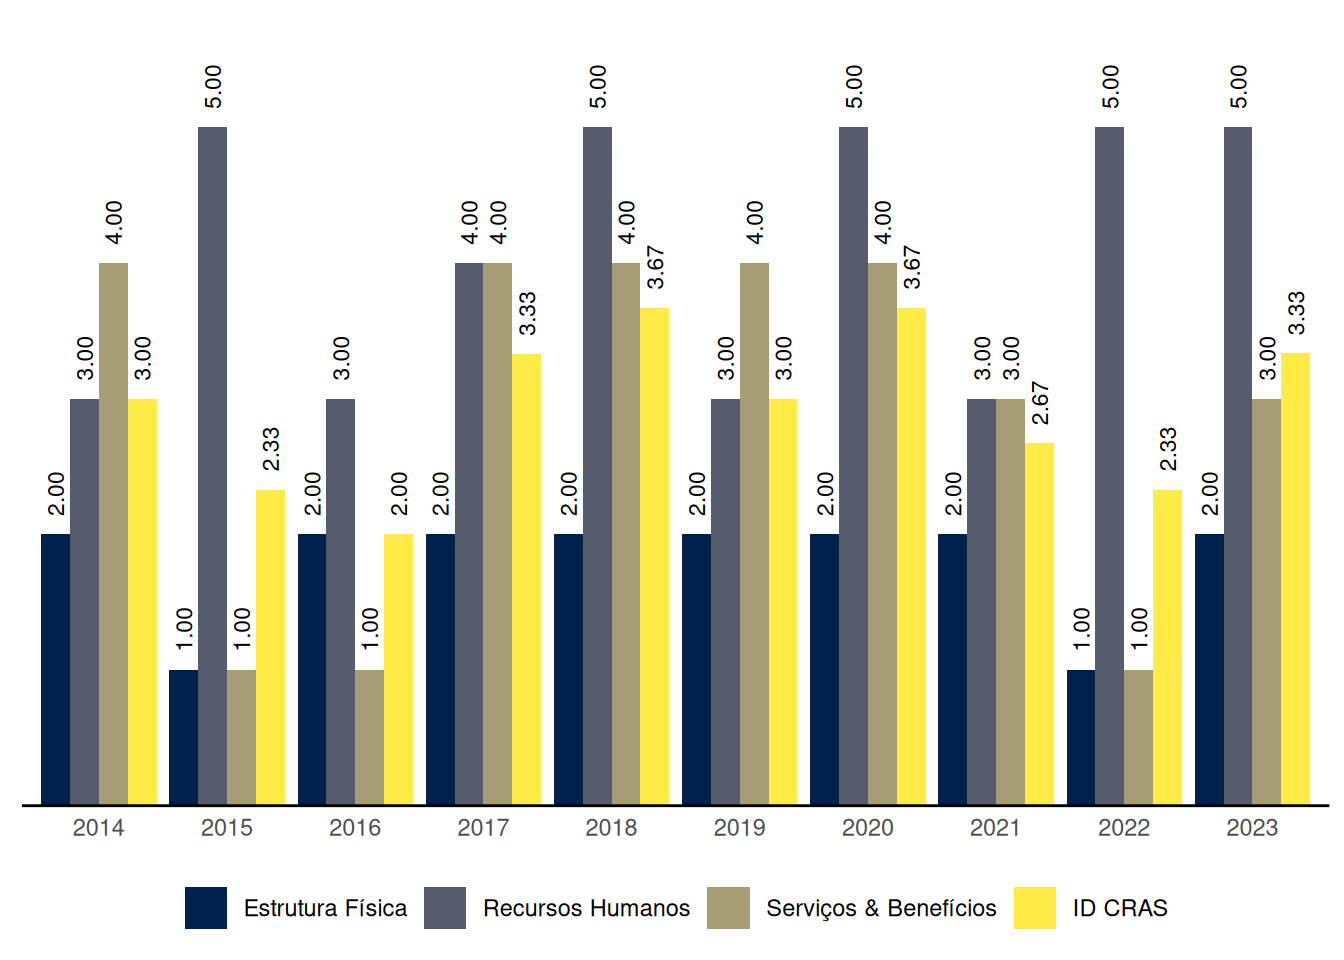 5.00 5.00 5.00 5.00 5.00
4.00 4.00 4.00 4.00 4.00 4.00
3.67 3.67
3.33 3.33
3.00 3.00 3.00 3.00 3.00 3.00 3.00 3.00
2.67
2.33 2.33
2.00 2.00 2.00 2.00 2.00 2.00 2.00 2.00 2.00
1.00 1.00 1.00 1.00 1.00
2014 2015 2016 2017 2018 2019 2020 2021 2022 2023
Estrutura Física Recursos Humanos Serviços & Benefícios ID CRAS